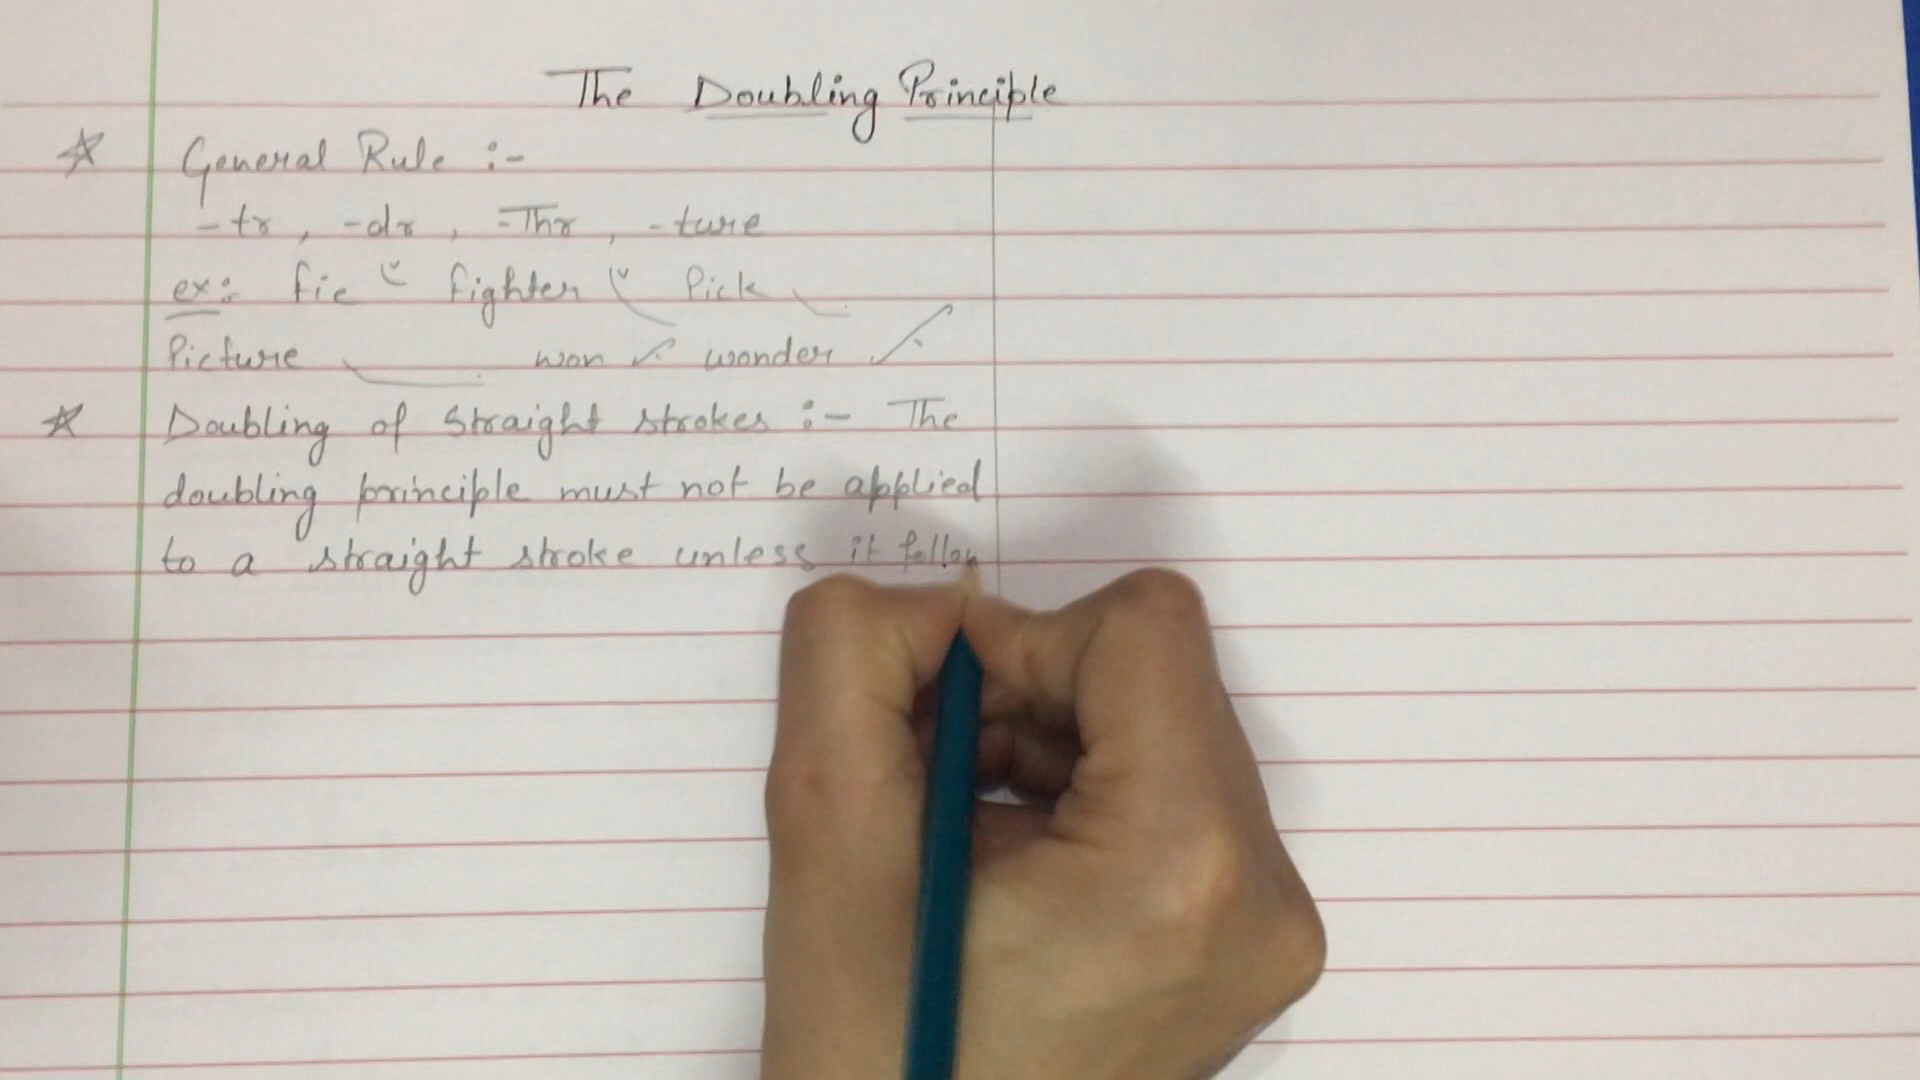 The Doubling Principle
☆ General Rule :-
-tr, -dr, -Thr, -ture
ex:- fie fighter Pick
Picture won wonder
☆ Doubling of Straight strokes :- The
doubling principle must not be applied
to a straight stroke unless it follow